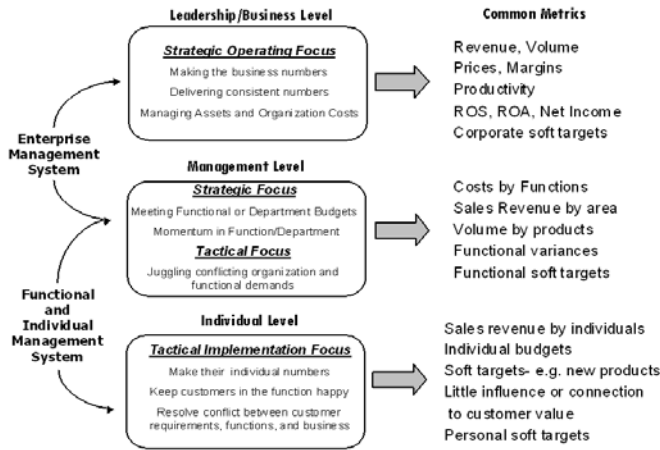 Leadership/Business Level
Common Metrics
Strategic Operating Focus
Making the business numbers
Delivering consistent numbers
Managing Assets and Organization Costs
Revenue, Volume
Prices, Margins
Productivity
ROS, ROA, Net Income
Corporate soft targets
Enterprise
Management
System
Management Level
Strategic Focus
Meeting Functional or Department Budgets
Momentum in Function/Department
Tactical Focus
Juggling conflicting organization and
functional demands
Costs by Functions
Sales Revenue by area
Volume by products
Functional variances
Functional soft targets
Functional
and
Individual
Management
System
Individual Level
Tactical Implementation Focus
Make their individual numbers
Keep customers in the function happy
Resolve conflict between customer
requirements, functions, and business
Sales revenue by individuals
Individual budgets
Soft targets- e.g. new products
Little influence or connection
to customer value
Personal soft targets